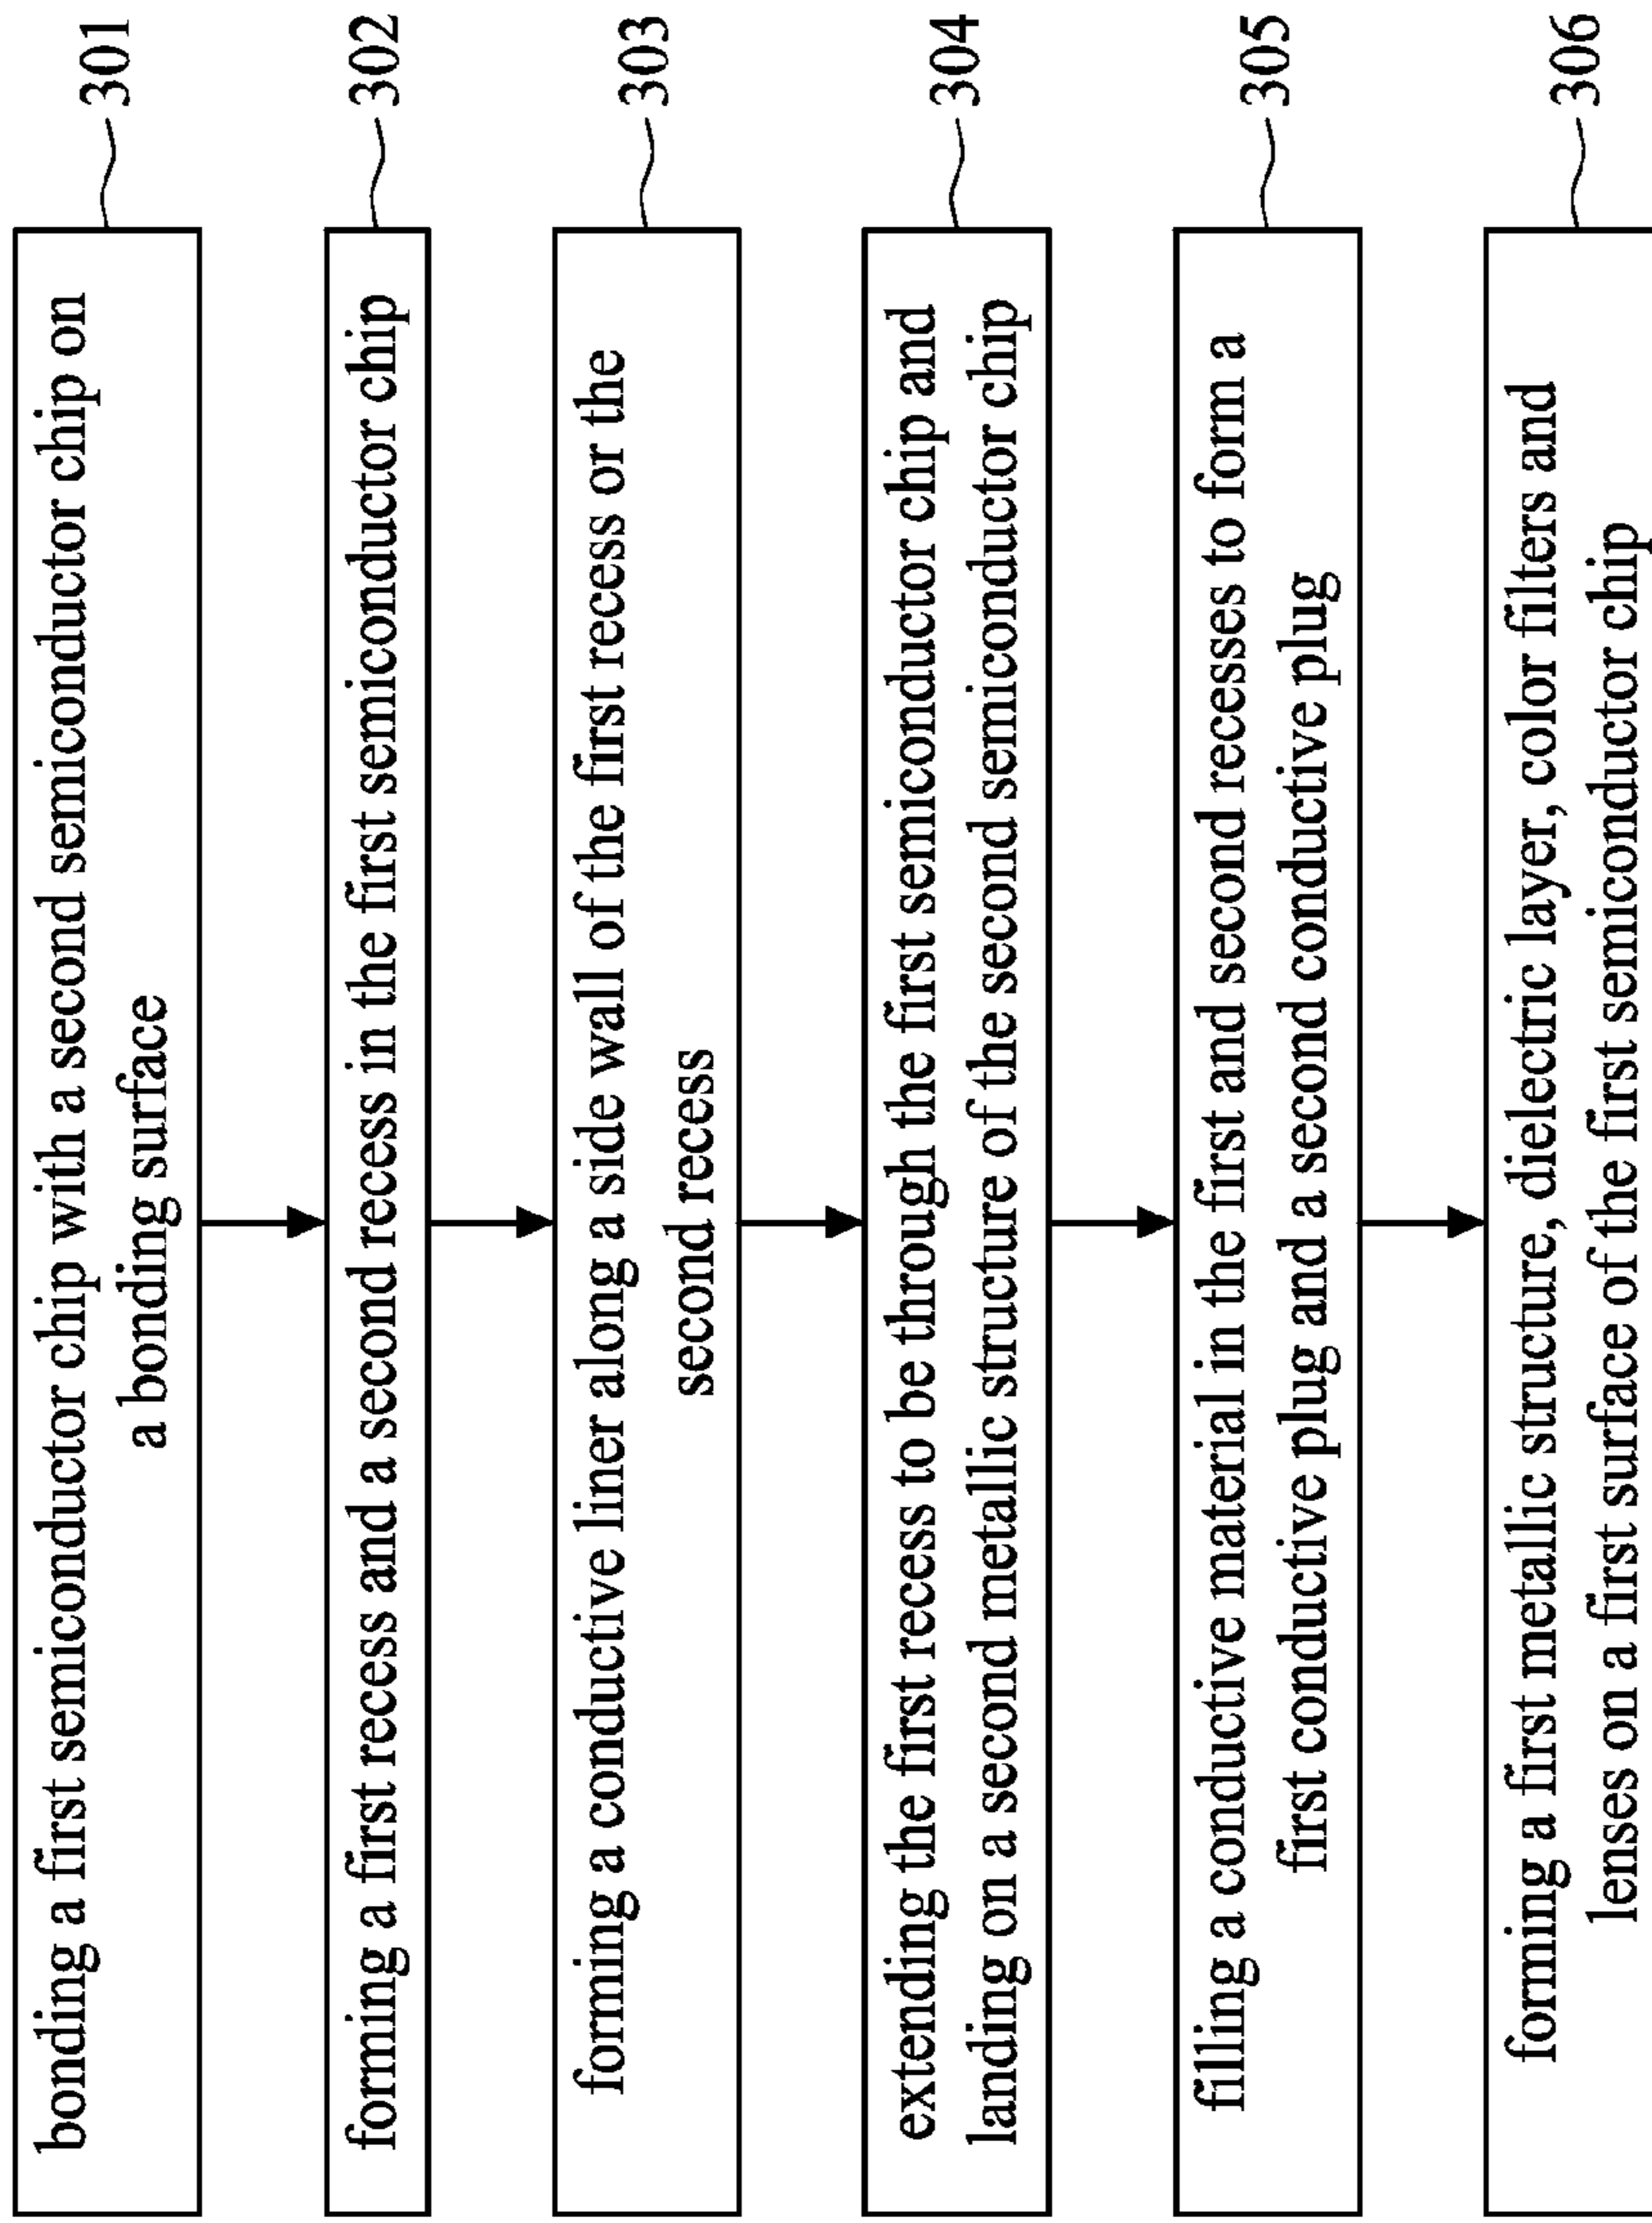 bonding a first semiconductor chip with a second semiconductor chip on
a bonding surface
301
forming a first recess and a second recess in the first semiconductor chip
302
forming a conductive liner along a side wall of the first recess or the
second recess
303
extending the first recess to be through the first semiconductor chip and
landing on a second metallic structure of the second semiconductor chip
304
filling a conductive material in the first and second recesses to form a
first conductive plug and a second conductive plug
305
forming a first metallic structure, dielectric layer, color filters and
lenses on a first surface of the first semiconductor chip
306